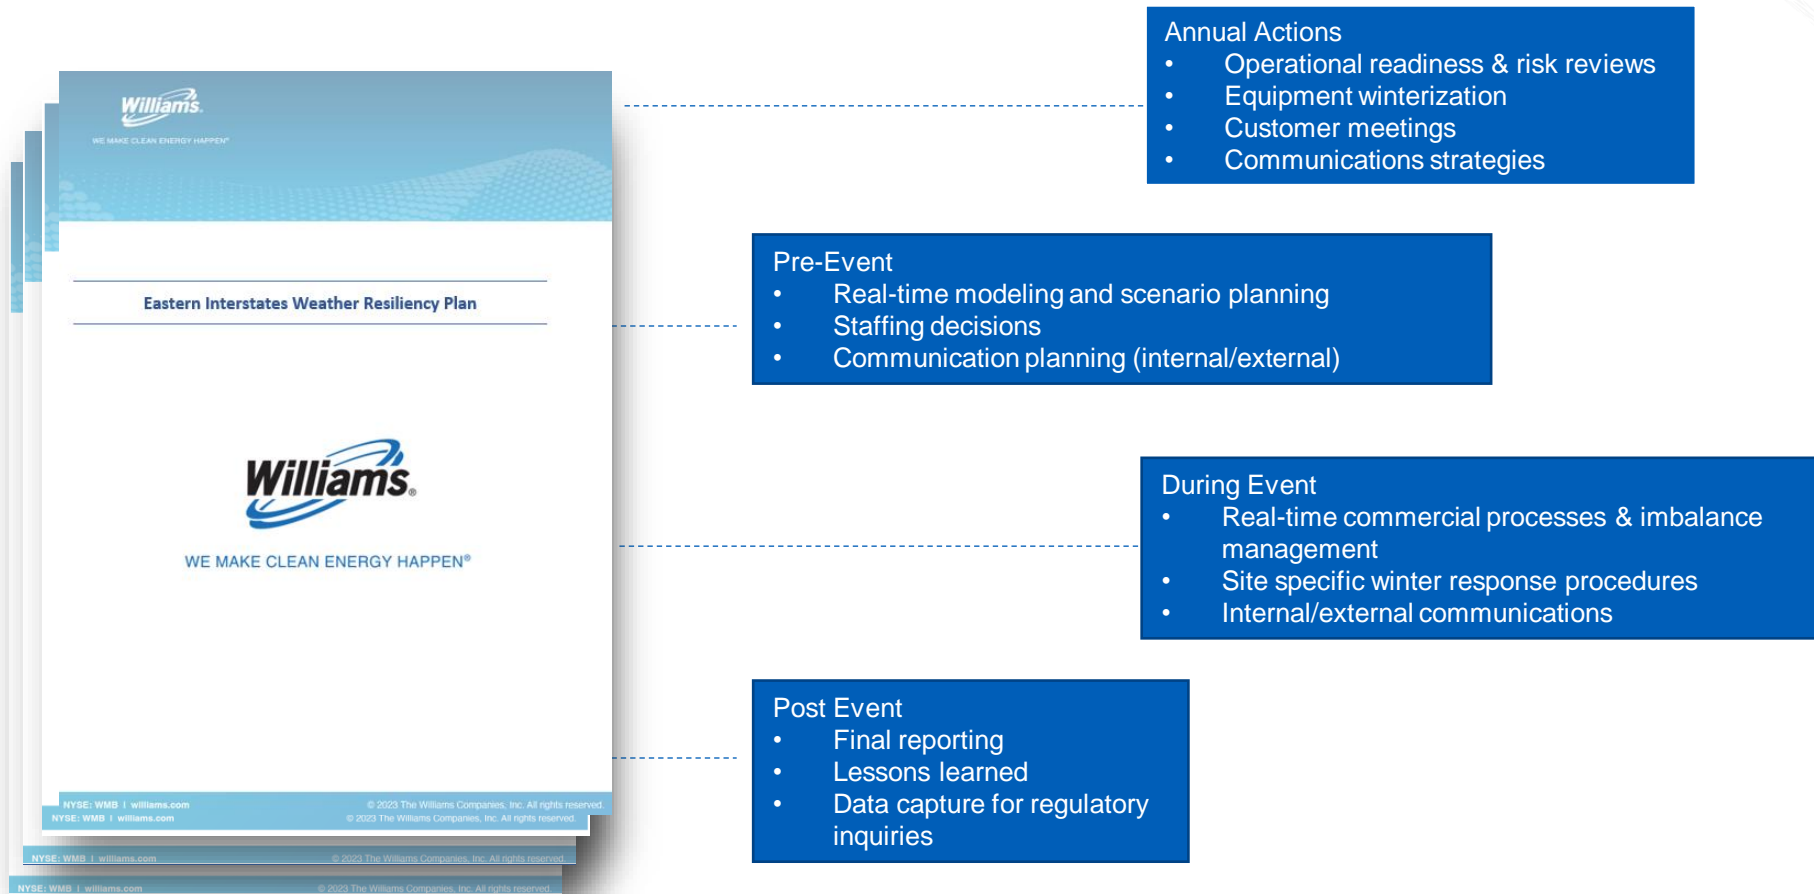 Williams.
WE MAKE CLEAN ENERGY HAPPEN®
Eastern Interstates Weather Resiliency Plan
Williams®
WE MAKE CLEAN ENERGY HAPPEN®
NYSE: WMB | williams.com © 2023 The Williams Companies, Inc. All rights reserved.
NYSE: WMB | williams.com © 2023 The Williams Companies, Inc. All rights reserved.
NYSE: WMB | williams.com © 2023 The Williams Companies, Inc. All rights reserved.
NYSE: WMB | williams.com © 2023 The Williams Companies, Inc. All rights reserved.
Annual Actions
• Operational readiness & risk reviews
• Equipment winterization
• Customer meetings
• Communications strategies
Pre-Event
• Real-time modeling and scenario planning
• Staffing decisions
• Communication planning (internal/external)
During Event
• Real-time commercial processes & imbalance
management
• Site specific winter response procedures
• Internal/external communications
Post Event
• Final reporting
• Lessons learned
• Data capture for regulatory
inquiries